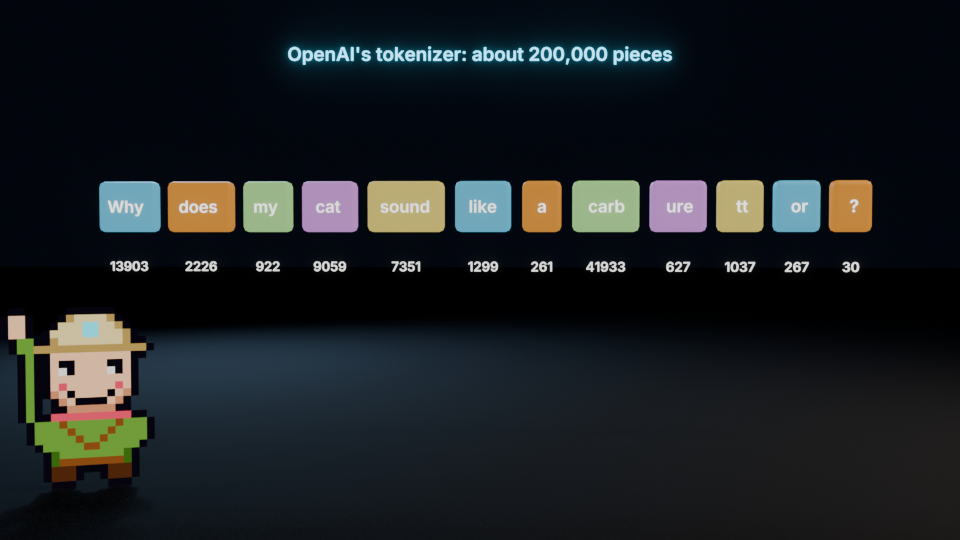 OpenAI's tokenizer: about 200,000 pieces
Why does my cat sound like a carb ure tt or ?
13903 2226 922 9059 7351 1299 261 41933 627 1037 267 30